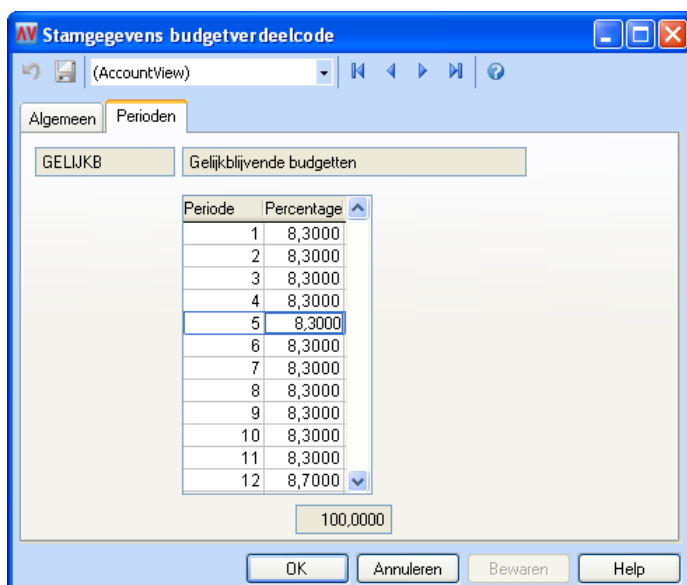 AV Stamgegevens budgetverdeelcode
(AccountView)
Algemeen Perioden
GELIJKB Gelijkblijvende budgetten
Periode Percentage
1 8,3000
2 8,3000
3 8,3000
4 8,3000
5 8,3000
6 8,3000
7 8,3000
8 8,3000
9 8,3000
10 8,3000
11 8,3000
12 8,7000
100,0000
OK Annuleren Bewaren Help